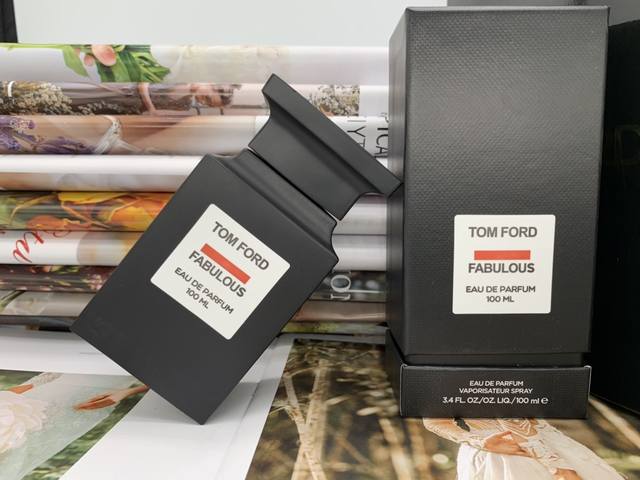 TOM FORD
FABULOUS
EAU DE PARFUM
100 ML
TOM FORD
FABULOUS
EAU DE PARFUM
100 ML
EAU DE PARFUM
VAPORISATEUR SPRAY
3.4 FL. OZ/OZ. LIQ./100 ml e